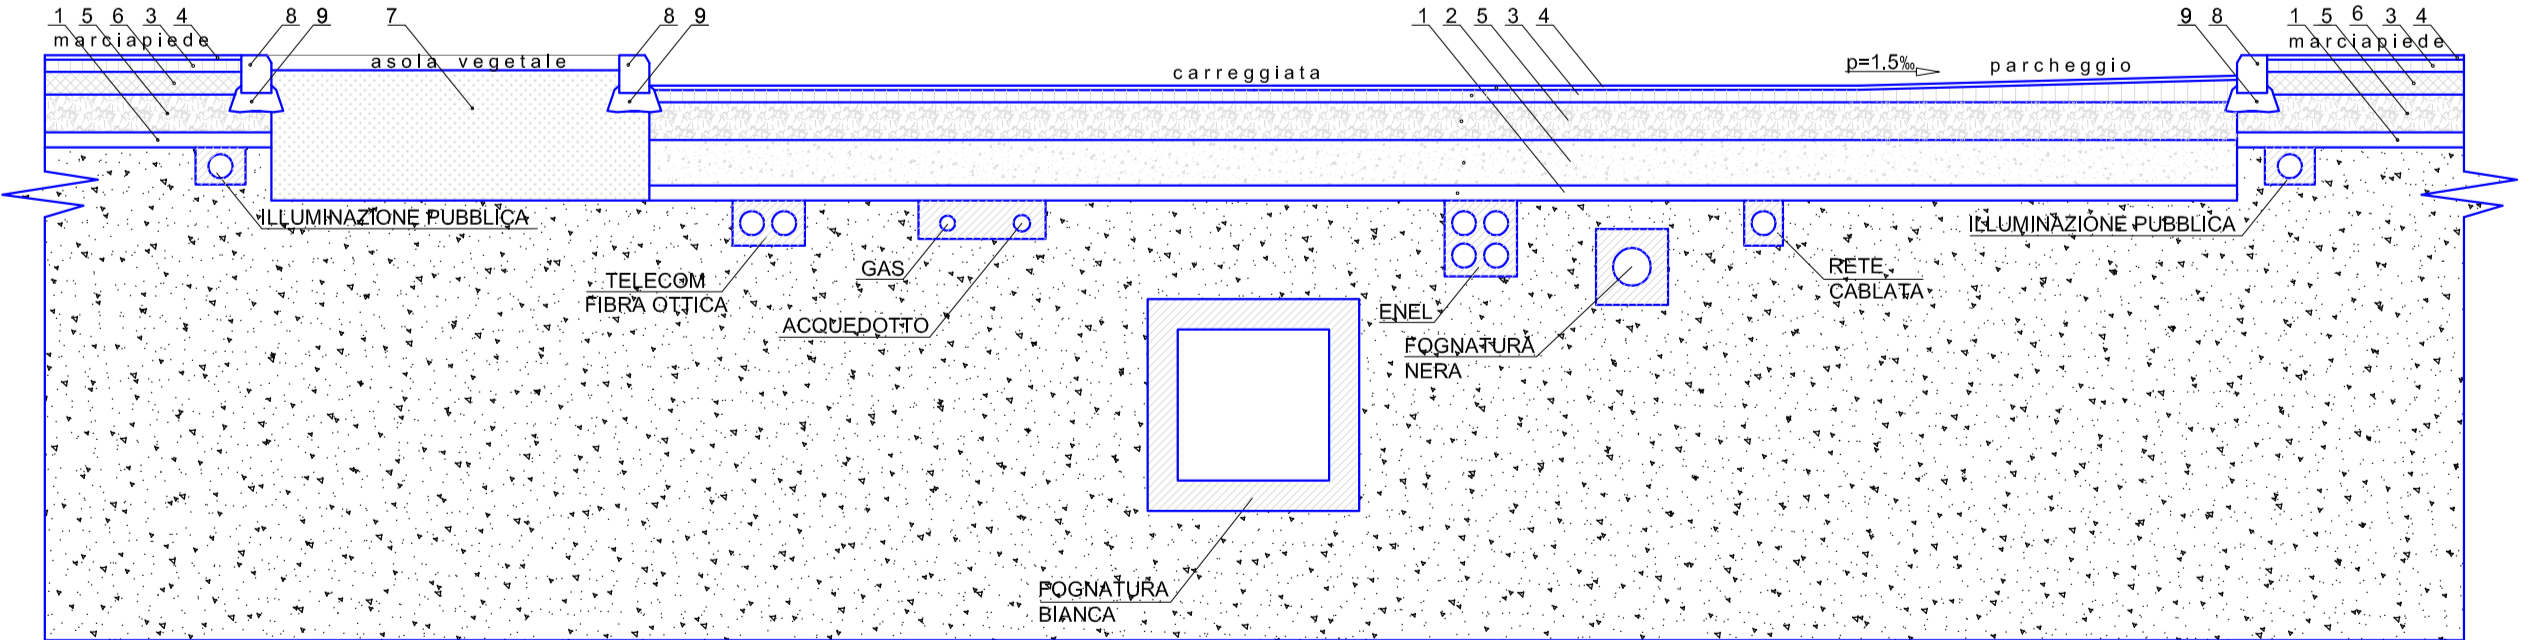 1 5 6 3 4 8 9 7 8 9 1 2 5 3 4 9 8 1 5 6 3 4
marciapiede
asola vegetale
carreggiata
p=1.5‰
parcheggio
marciapiede
ILLUMINAZIONE PUBBLICA
ILLUMINAZIONE PUBBLICA
TELECOM
FIBRA OTTICA
GAS
ACQUEDOTTO
ENEL
FOGNATURA
NERA
RETE
CABLATA
FOGNATURA
BIANCA